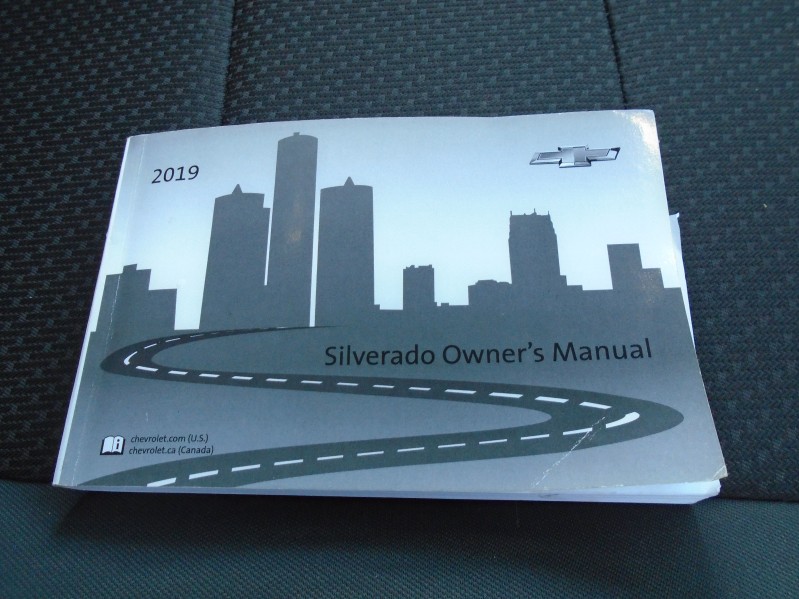 2019
Silverado Owner's Manual
chevrolet.com (U.S.)
chevrolet.ca (Canada)